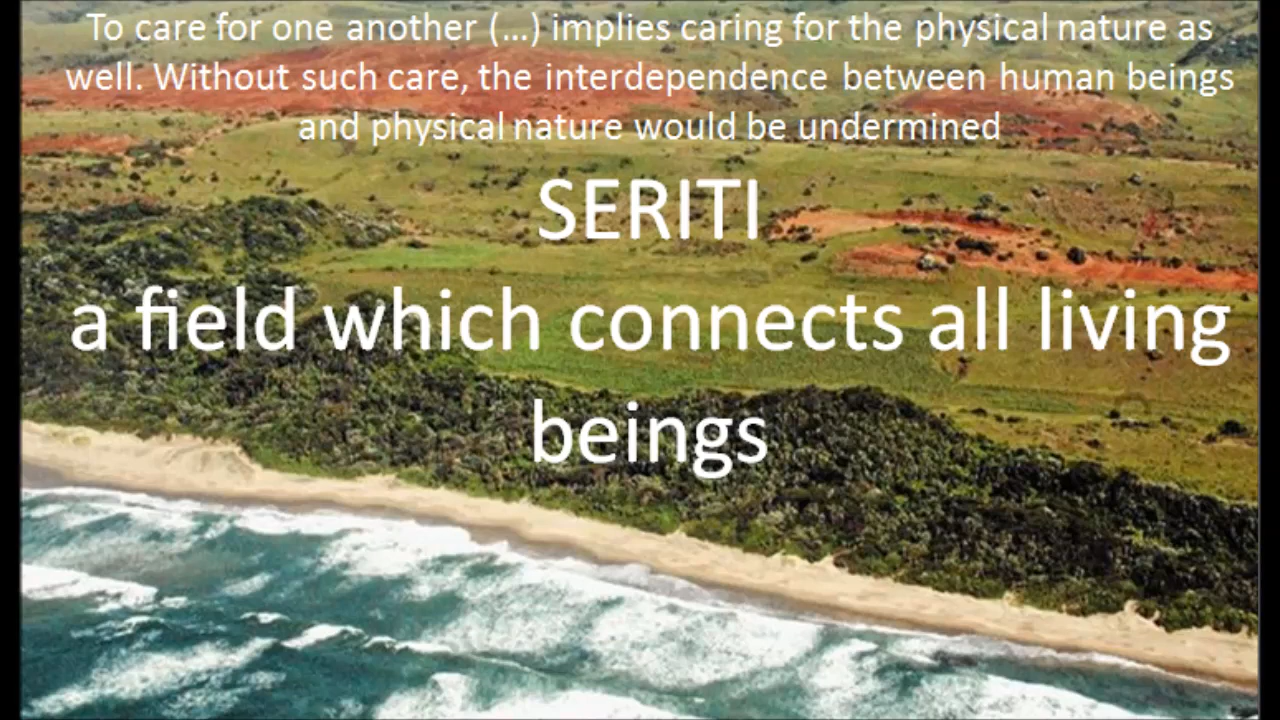 To care for one another (...) implies caring for the physical nature as
well. Without such care, the interdependence between human beings
and physical nature would be undermined
SERITI
a field which connects all living
beings